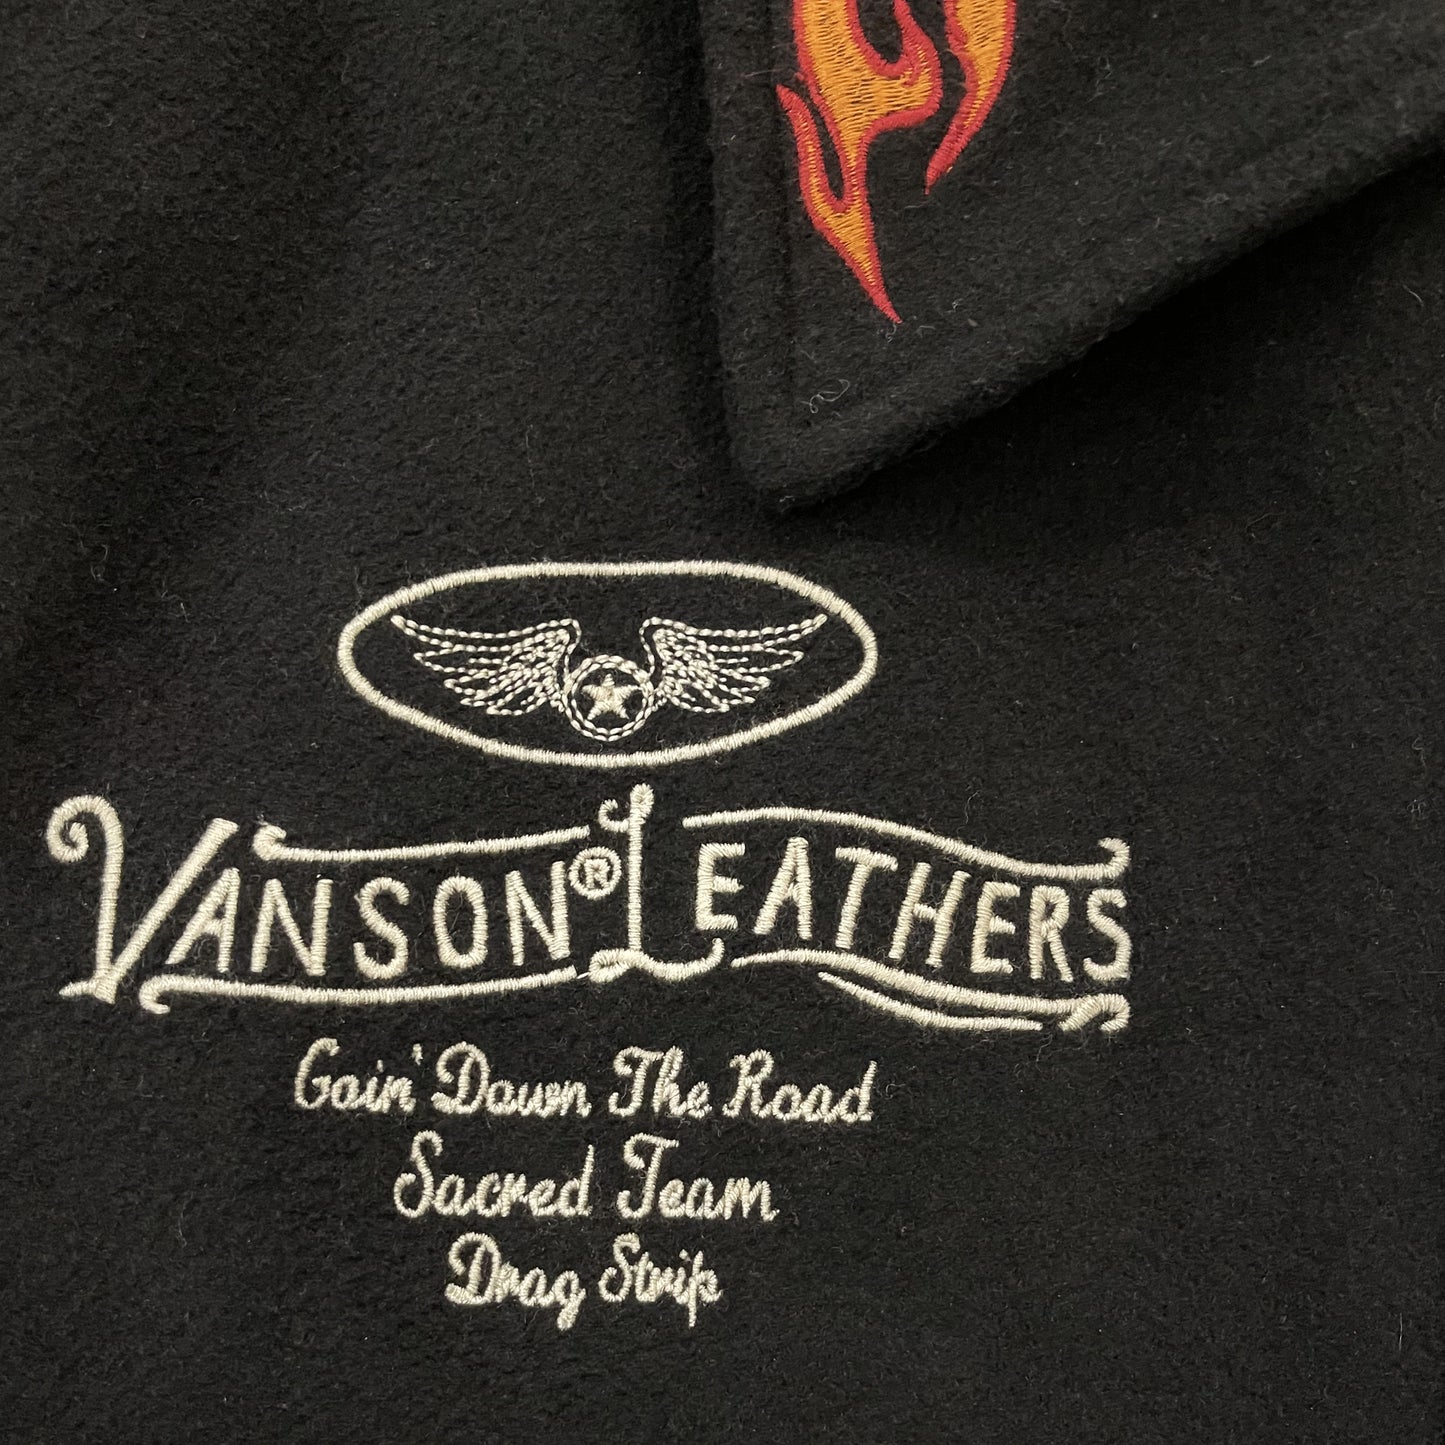 VANSON® LEATHERS
Goin' Down The Road
Sacred Team
Drag Strip